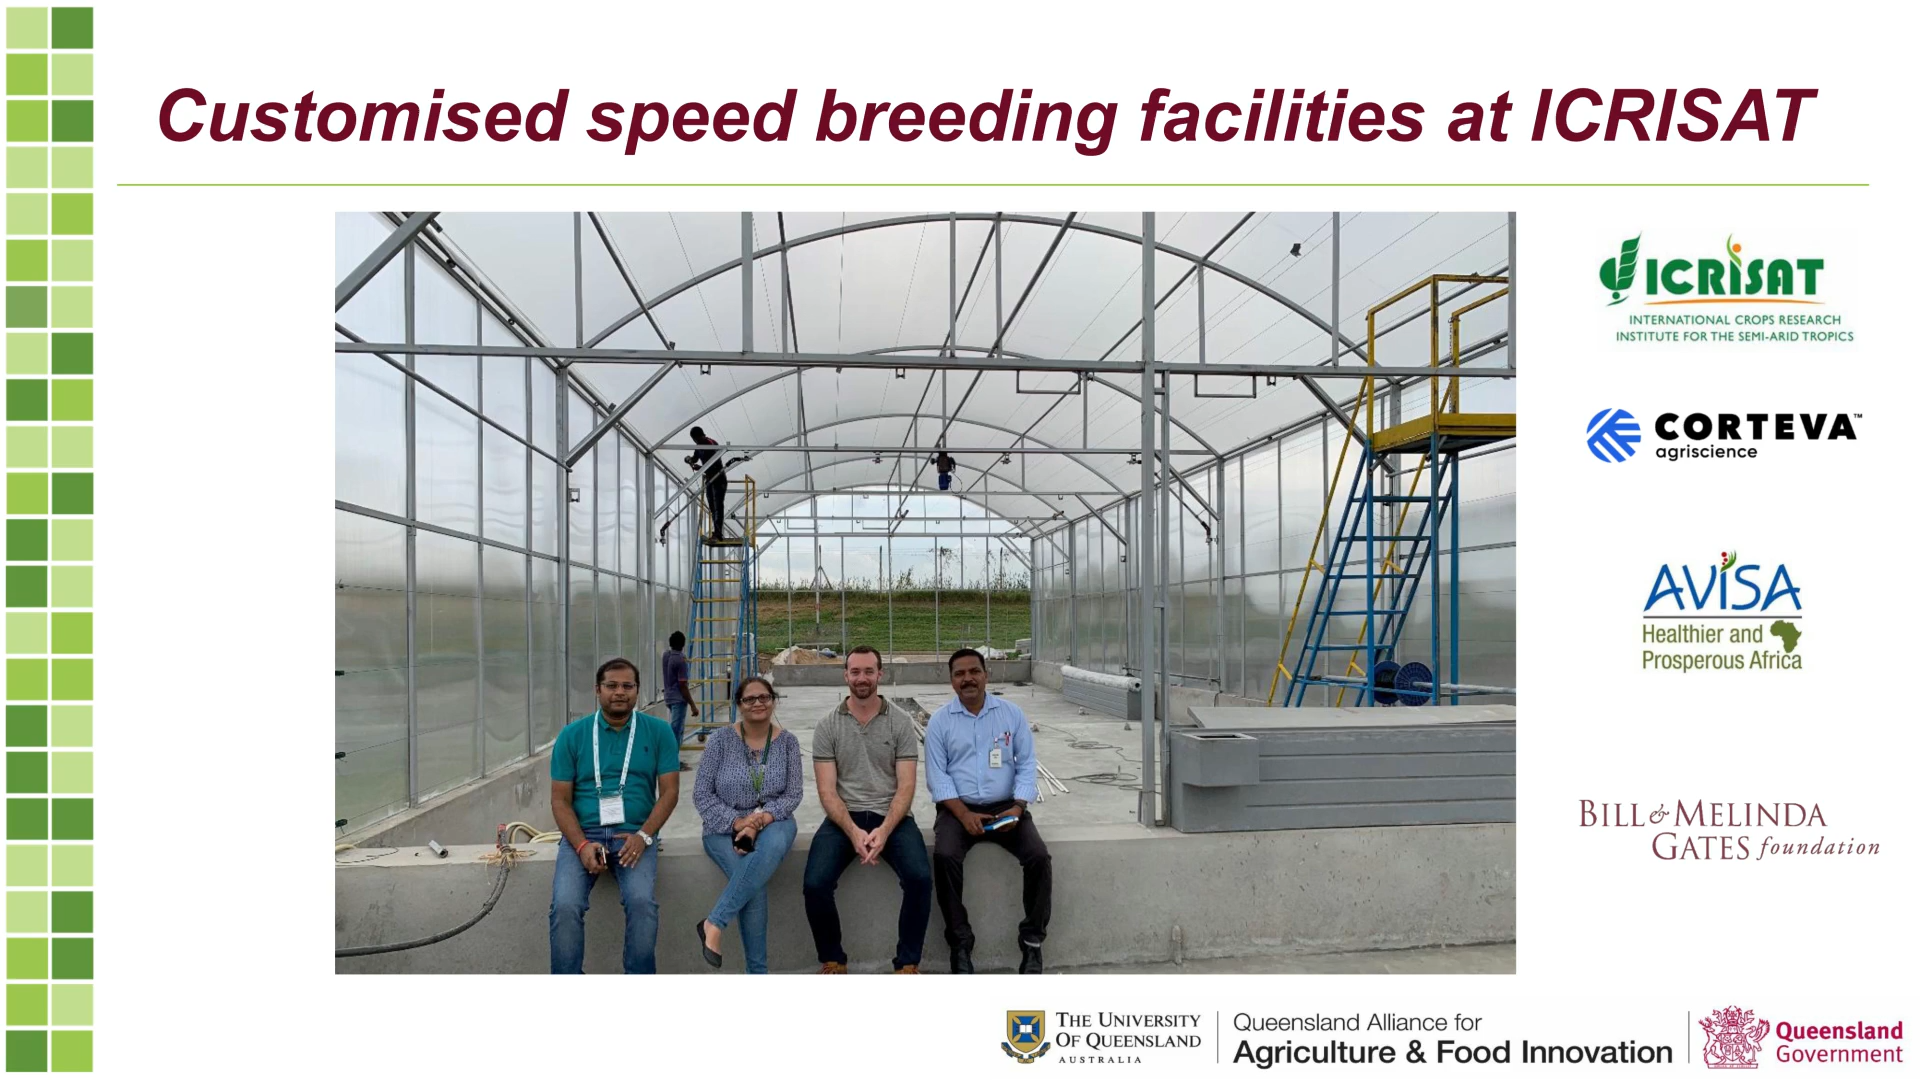 Customised speed breeding facilities at ICRISAT
ICRISAT
INTERNATIONAL CROPS RESEARCH
INSTITUTE FOR THE SEMI-ARID TROPICS
CORTEVA™
agriscience
AVISA
Healthier and
Prosperous Africa
BILL & MELINDA
GATES foundation
THE UNIVERSITY
OF QUEENSLAND
AUSTRALIA
Queensland Alliance for
Agriculture & Food Innovation
Queensland
Government